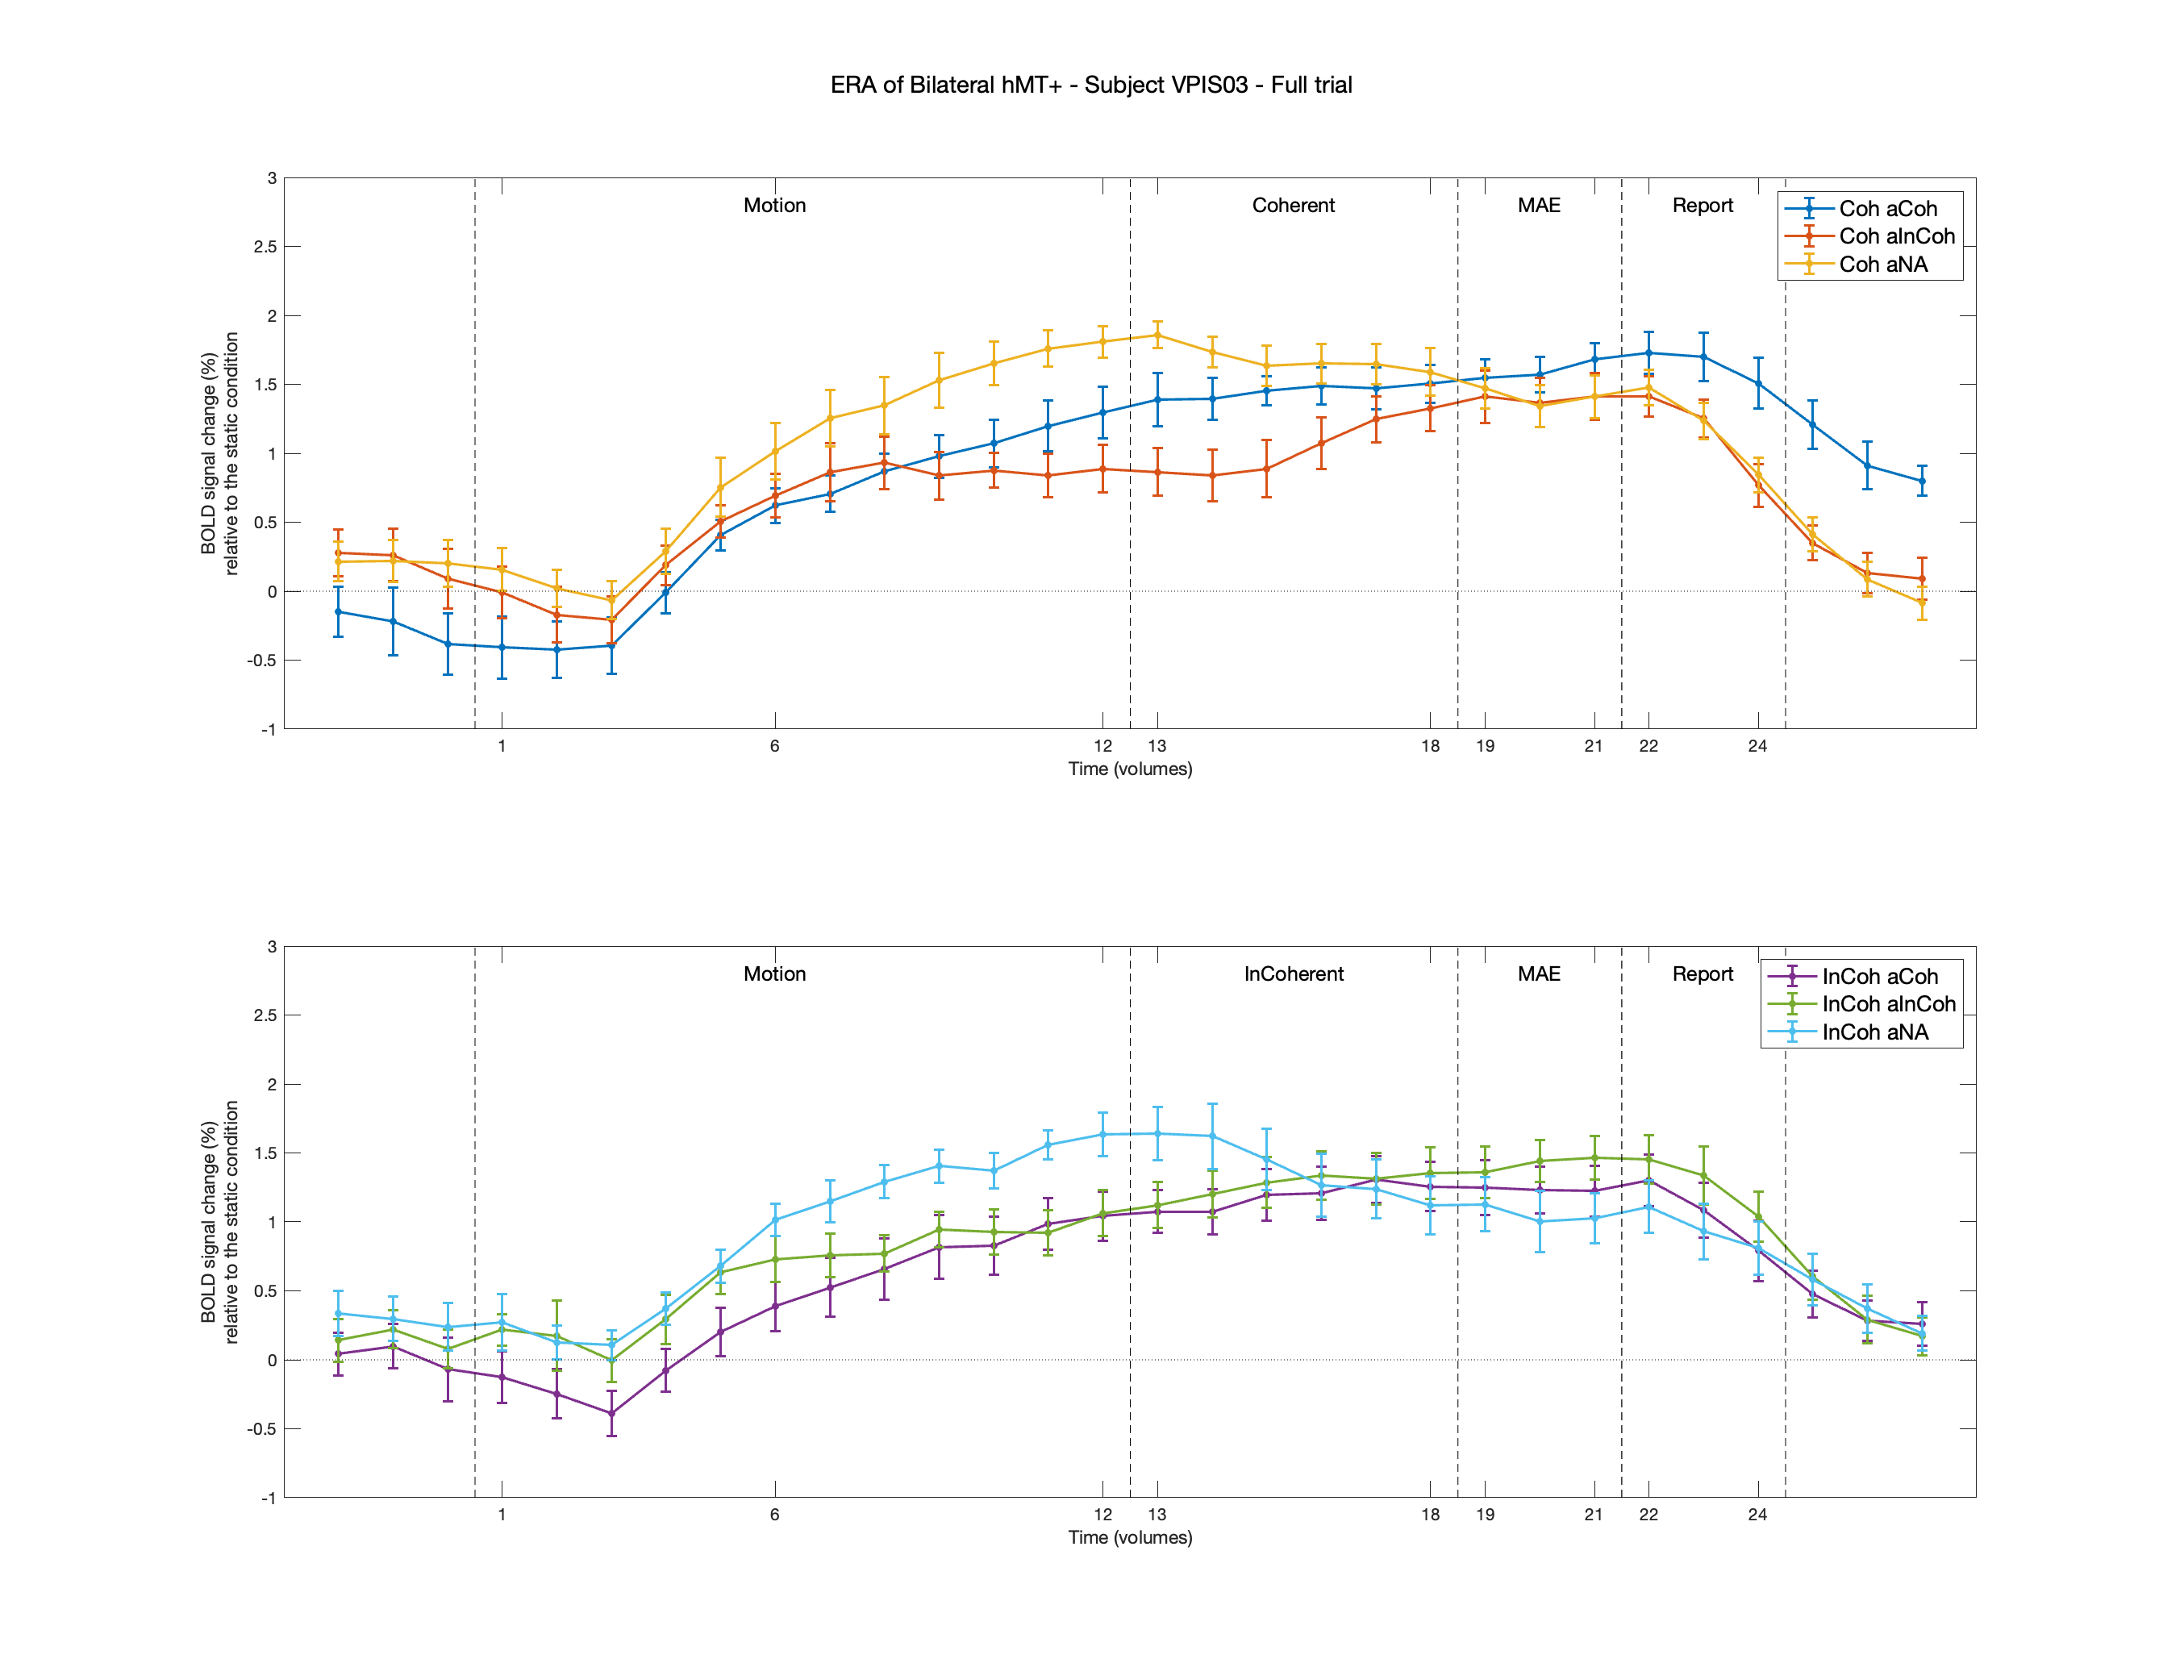 ERA of Bilateral hMT+ - Subject VPIS03 - Full trial
3
2.5
2
1.5
1
0.5
0
-0.5
-1
BOLD signal change (%)
relative to the static condition
Motion
Coherent
MAE
Report
Coh aCoh
Coh aInCoh
Coh aNA
1 6 12 13 18 19 21 22 24
Time (volumes)
3
2.5
2
1.5
1
0.5
0
-0.5
-1
BOLD signal change (%)
relative to the static condition
Motion
InCoherent
MAE
Report
InCoh aCoh
InCoh aInCoh
InCoh aNA
1 6 12 13 18 19 21 22 24
Time (volumes)